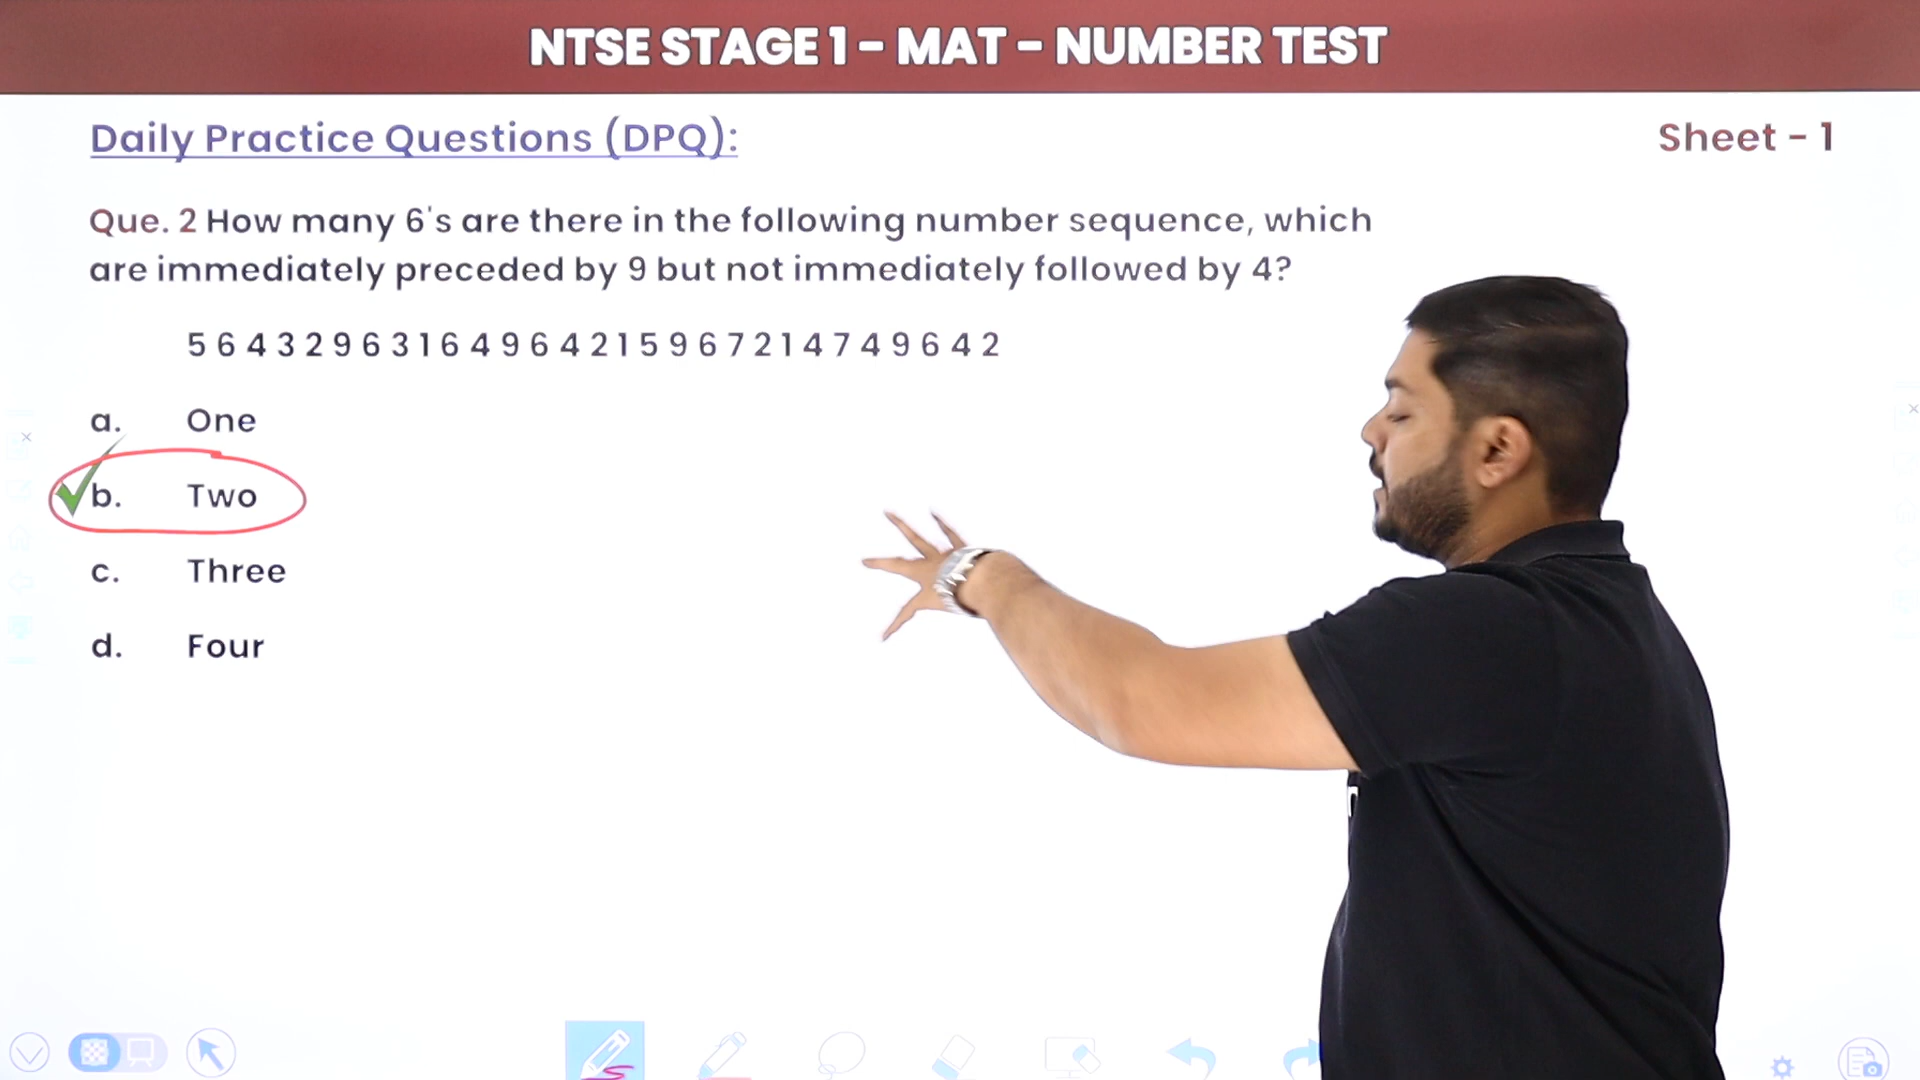 NTSE STAGE 1 - MAT - NUMBER TEST
Daily Practice Questions (DPQ):
Sheet - 1
Que. 2 How many 6's are there in the following number sequence, which
are immediately preceded by 9 but not immediately followed by 4?
5 6 4 3 2 9 6 3 1 6 4 9 6 4 2 1 5 9 6 7 2 1 4 7 4 9 6 4 2
a. One
b. Two
c. Three
d. Four